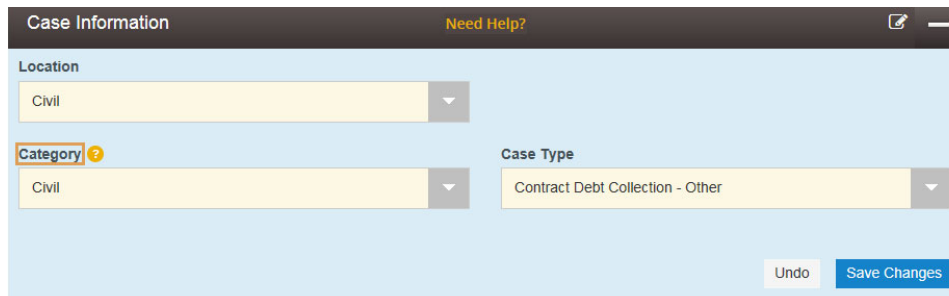 Case Information
Need Help?
Location
Civil
Category ?
Case Type
Civil
Contract Debt Collection - Other
Undo
Save Changes